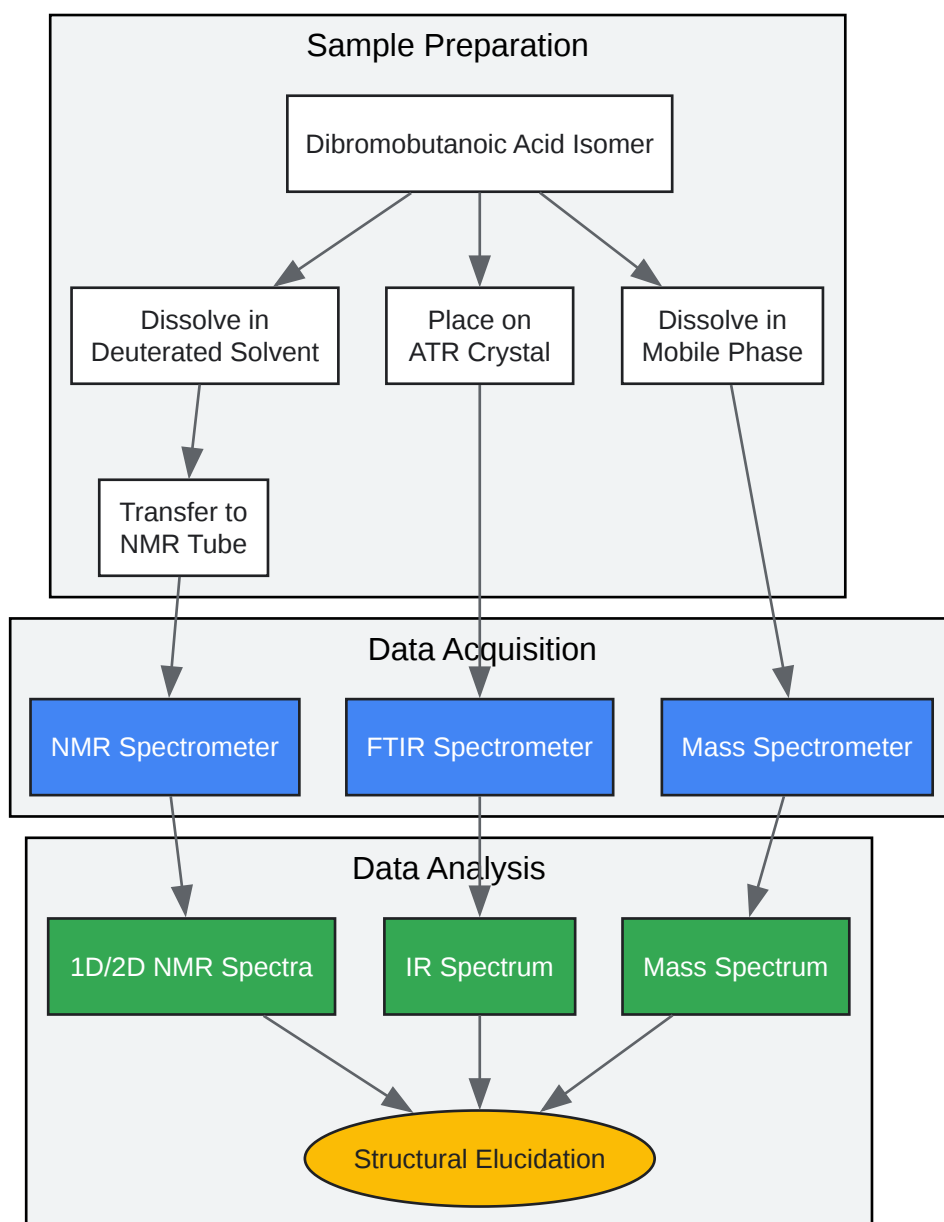 Sample Preparation
Dibromobutanoic Acid Isomer
Dissolve in
Deuterated Solvent
Place on
ATR Crystal
Dissolve in
Mobile Phase
Transfer to
NMR Tube
Data Acquisition
NMR Spectrometer
FTIR Spectrometer
Mass Spectrometer
Data Analysis
1D/2D NMR Spectra
IR Spectrum
Mass Spectrum
Structural Elucidation